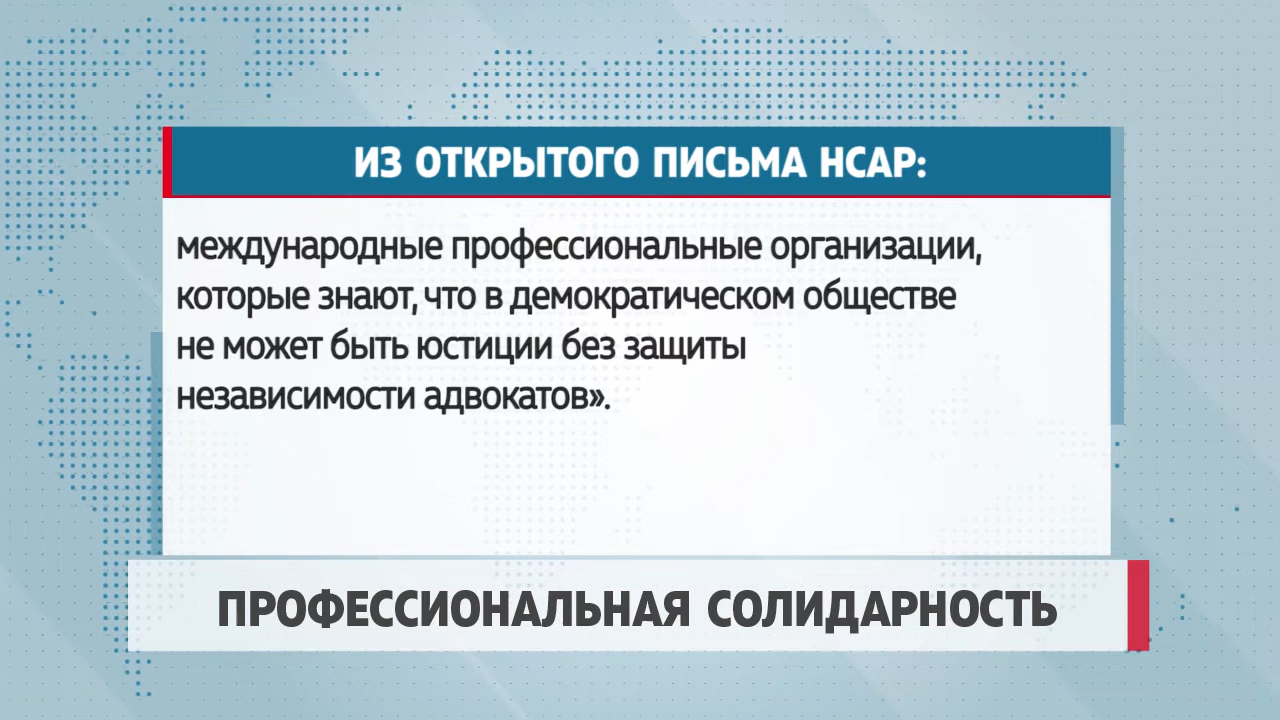 ИЗ ОТКРЫТОГО ПИСЬМА НСАР:
международные профессиональные организации,
которые знают, что в демократическом обществе
не может быть юстиции без защиты
независимости адвокатов».
ПРОФЕССИОНАЛЬНАЯ СОЛИДАРНОСТЬ